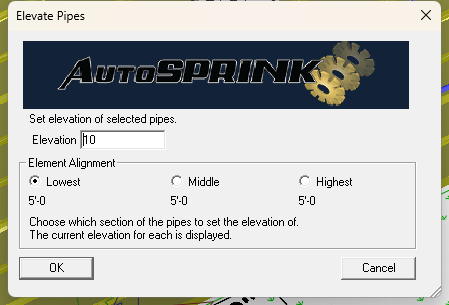 Elevate Pipes
AUTOSPRINK
Set elevation of selected pipes.
Elevation 10
Element Alignment
Lowest Middle Highest
5'-0 5'-0 5'-0
Choose which section of the pipes to set the elevation of.
The current elevation for each is displayed.
OK Cancel